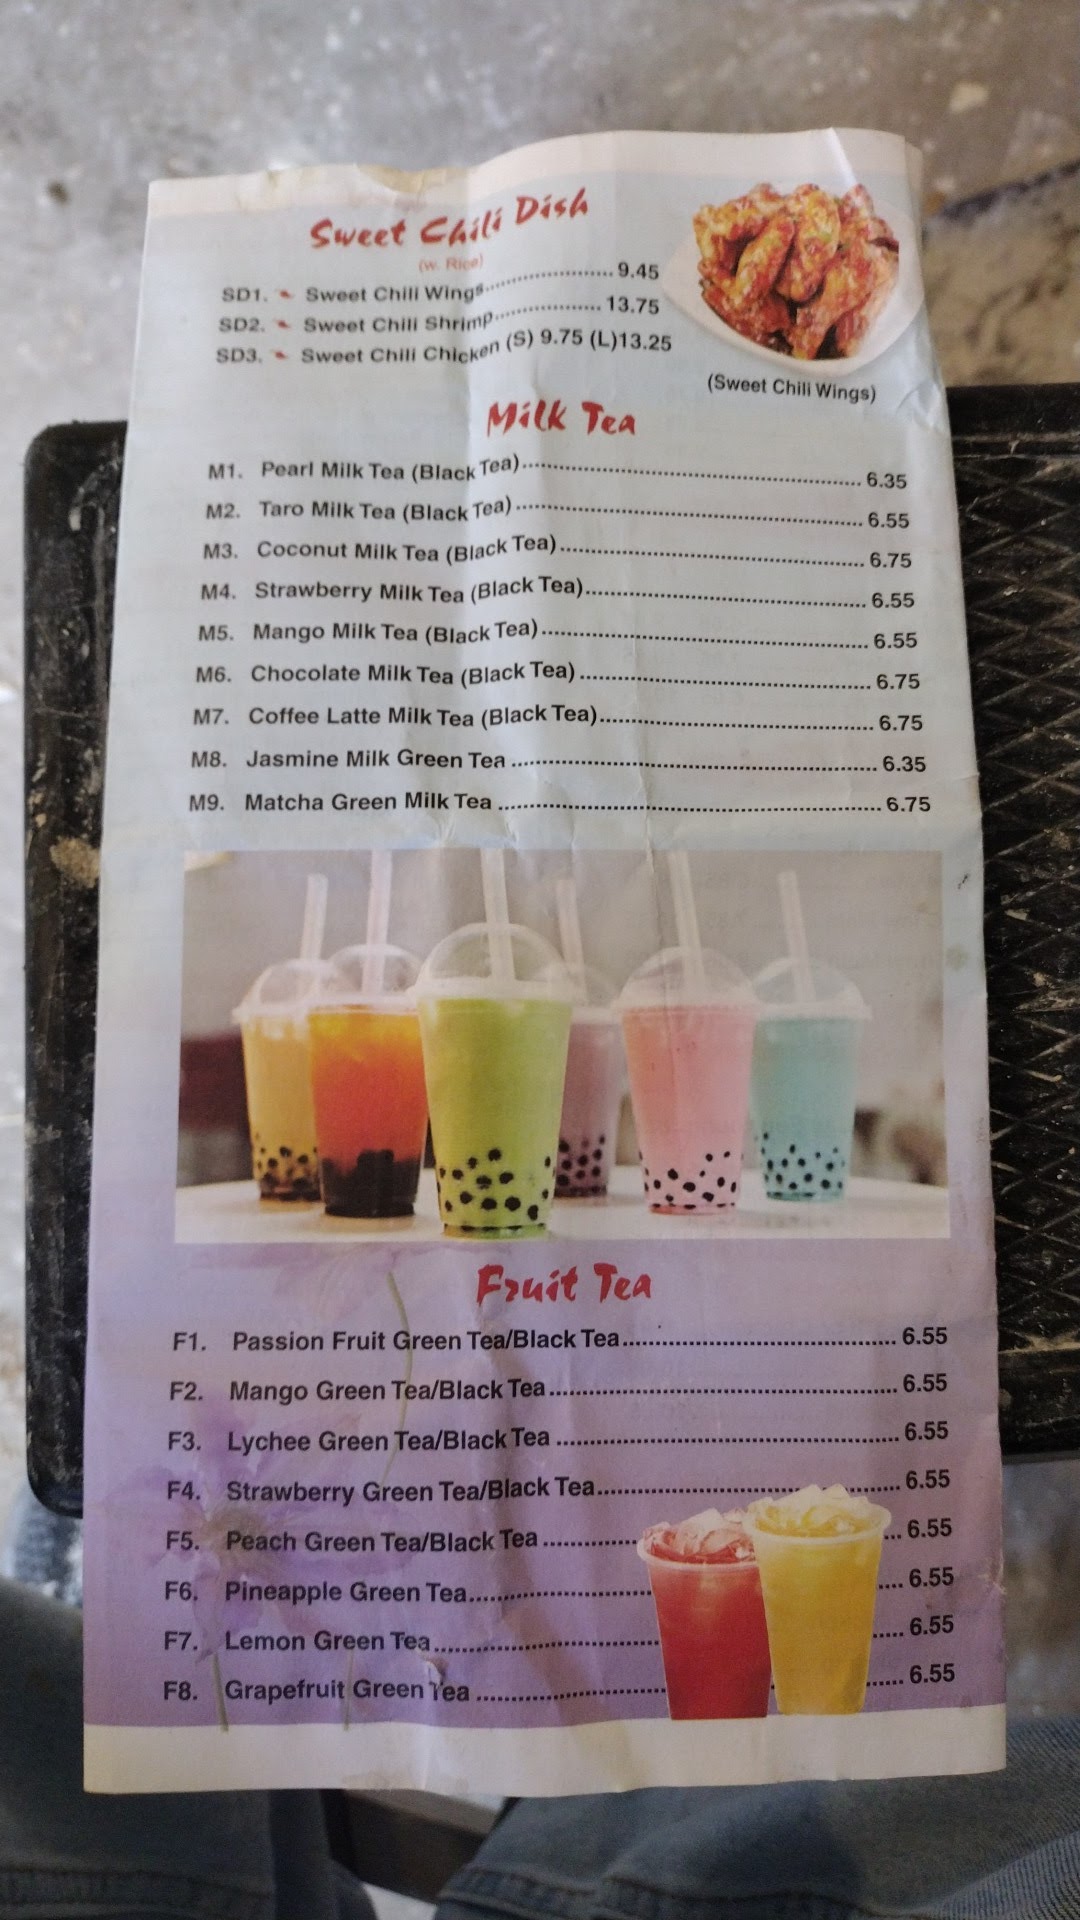 Sweet Chili Dish
(w. Rice)
SD1. Sweet Chili Wings..................... 9.45
SD2. Sweet Chili Shrimp................. 13.75
SD3. Sweet Chili Chicken (S) 9.75 (L)13.25
(Sweet Chili Wings)
Milk Tea
M1. Pearl Milk Tea (Black Tea)........................ 6.35
M2. Taro Milk Tea (Black Tea) ........................ 6.55
M3. Coconut Milk Tea (Black Tea)........................ 6.75
M4. Strawberry Milk Tea (Black Tea)........................ 6.55
M5. Mango Milk Tea (Black Tea)........................ 6.55
M6. Chocolate Milk Tea (Black Tea) ........................ 6.75
M7. Coffee Latte Milk Tea (Black Tea)........................ 6.75
M8. Jasmine Milk Green Tea ........................ 6.35
M9. Matcha Green Milk Tea ........................ 6.75
Fruit Tea
F1. Passion Fruit Green Tea/Black Tea........................ 6.55
F2. Mango Green Tea/Black Tea........................ 6.55
F3. Lychee Green Tea/Black Tea ........................ 6.55
F4. Strawberry Green Tea/Black Tea........................ 6.55
F5. Peach Green Tea/Black Tea ........................ 6.55
F6. Pineapple Green Tea........................ 6.55
F7. Lemon Green Tea........................ 6.55
F8. Grapefruit Green Tea ........................ 6.55